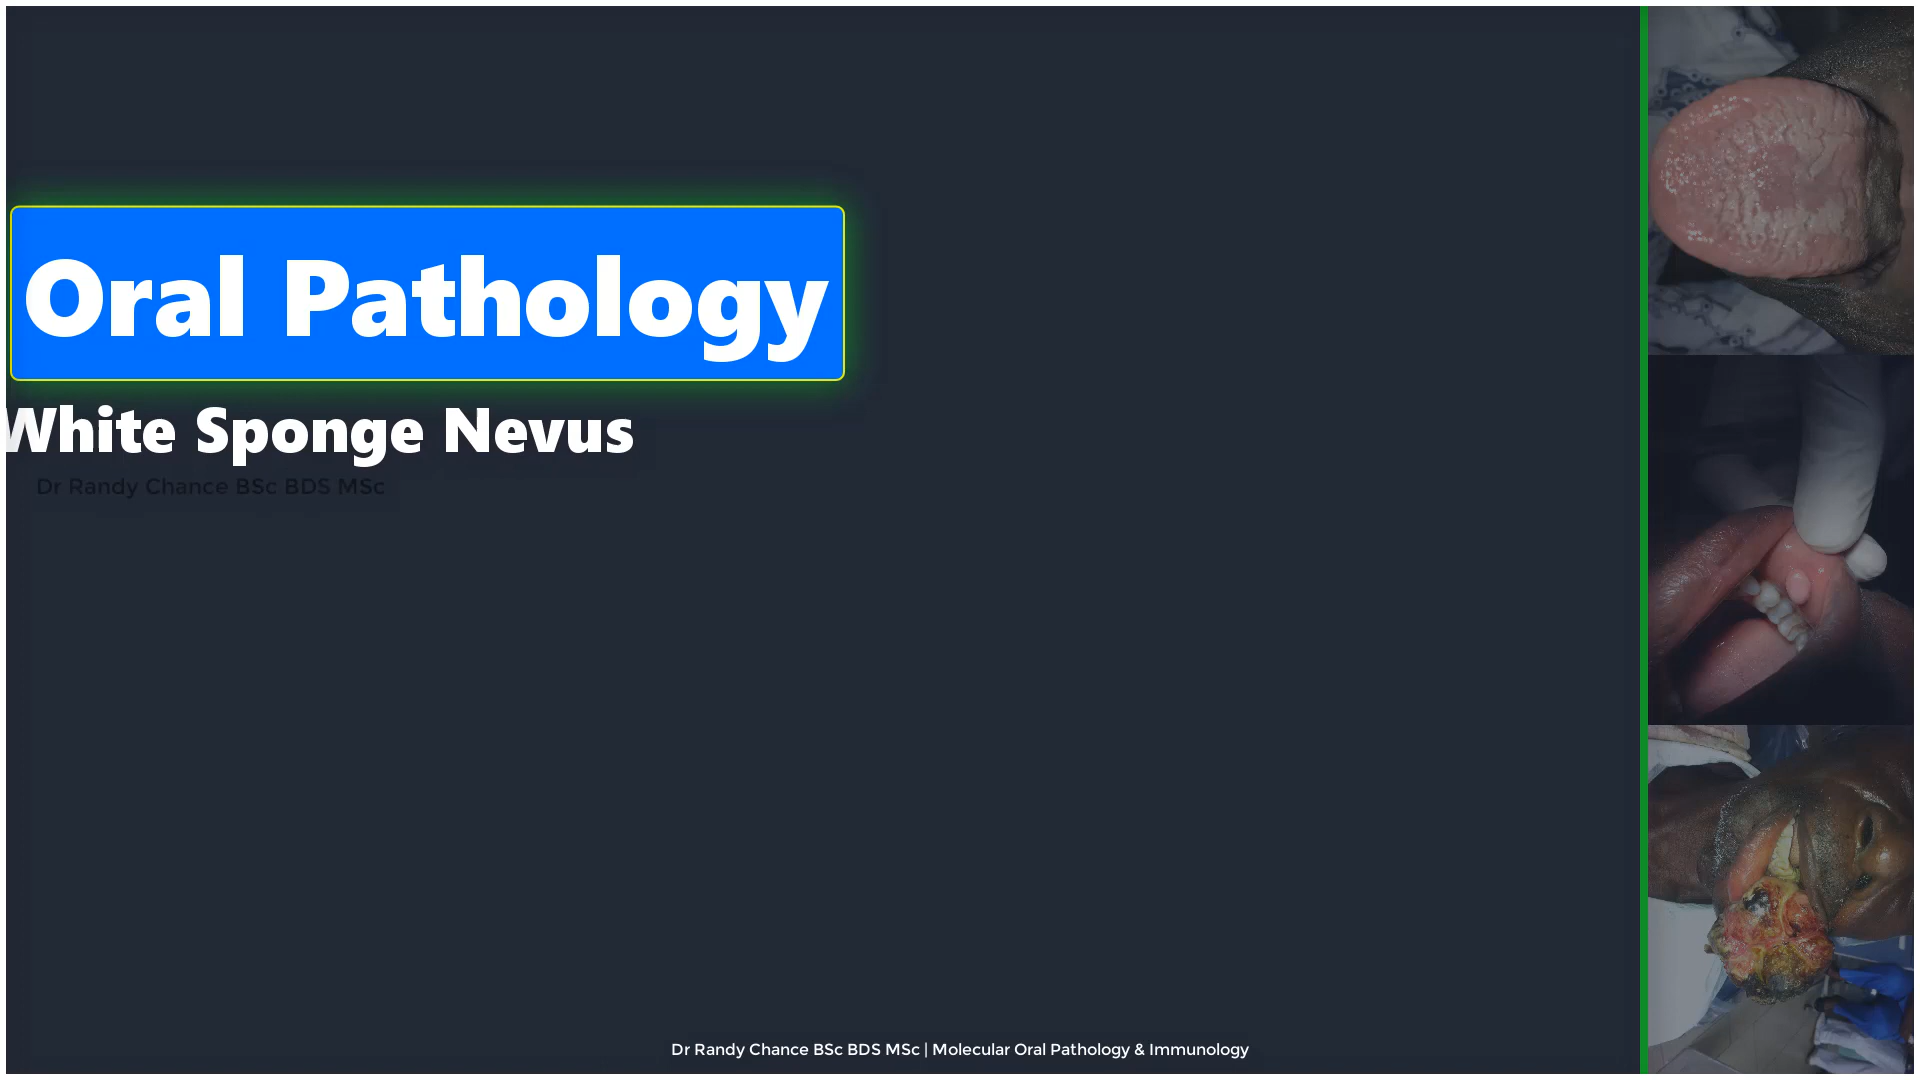 Oral Pathology
White Sponge Nevus
Dr Randy Chance BSc BDS MSc
Dr Randy Chance BSc BDS MSc | Molecular Oral Pathology & Immunology